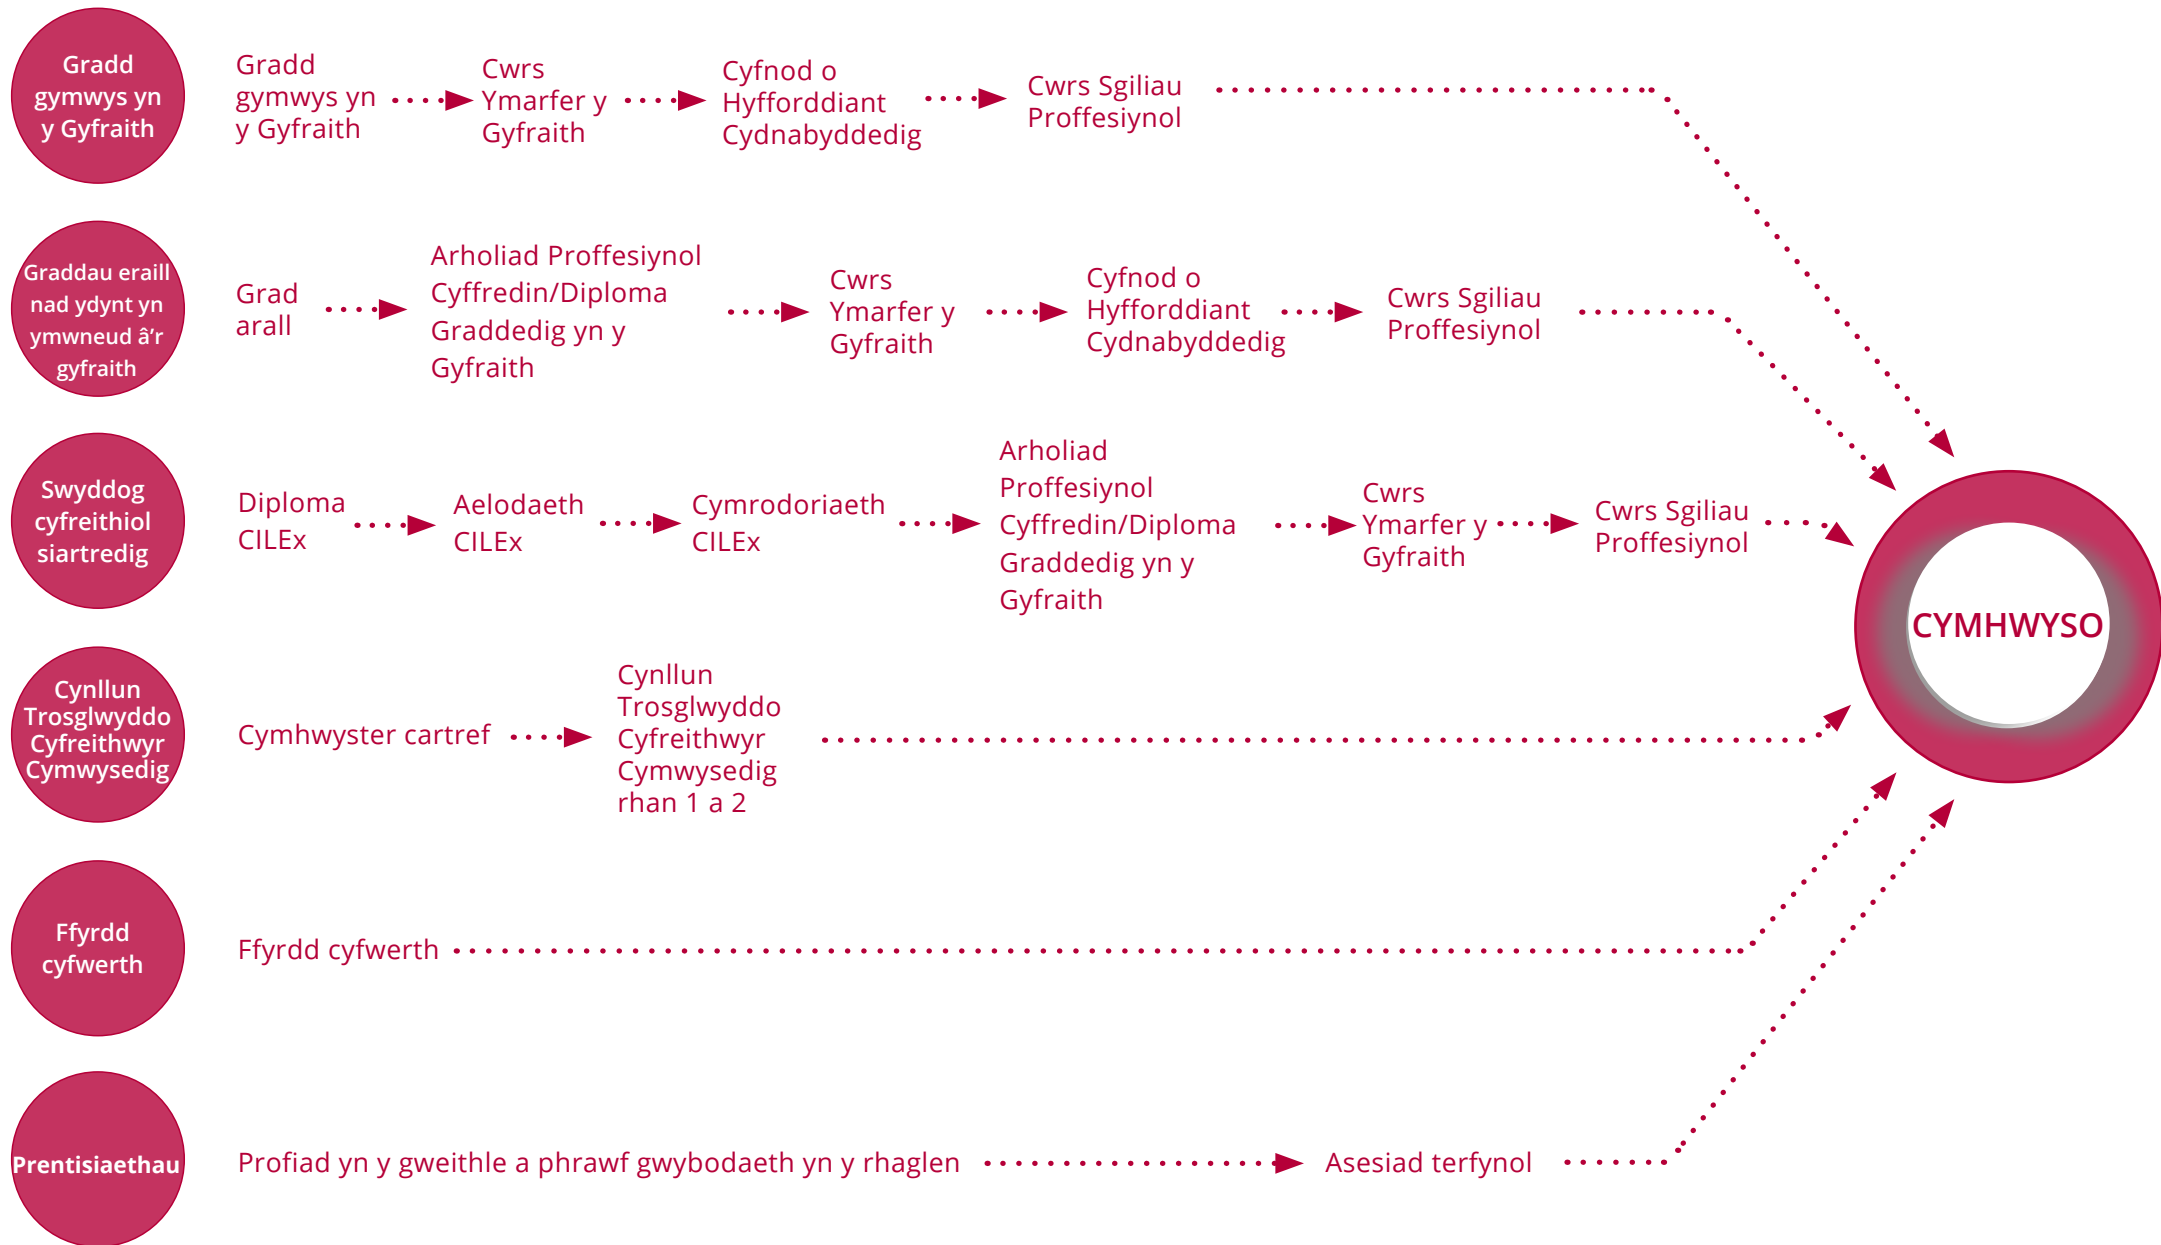 Gradd
gymwys yn
y Gyfraith
Gradd
gymwys yn
y Gyfraith
Cwrs
Ymarfer y
Gyfraith
Cyfnod o
Hyfforddiant
Cydnabyddedig
Cwrs Sgiliau
Proffesiynol
Graddau eraill
nad ydynt yn
ymwneud â’r
gyfraith
Grad
arall
Arholiad Proffesiynol
Cyffredin/Diploma
Graddedig yn y
Gyfraith
Cwrs
Ymarfer y
Gyfraith
Cyfnod o
Hyfforddiant
Cydnabyddedig
Cwrs Sgiliau
Proffesiynol
Swyddog
cyfreithiol
siartredig
Diploma
CILEx
Aelodaeth
CILEx
Cymrodoriaeth
CILEx
Arholiad
Proffesiynol
Cyffredin/Diploma
Graddedig yn y
Gyfraith
Cwrs
Ymarfer y
Gyfraith
Cwrs Sgiliau
Proffesiynol
CYMHWYSO
Cynllun
Trosglwyddo
Cyfreithwyr
Cymwysedig
Cymhwyster cartref
Cynllun
Trosglwyddo
Cyfreithwyr
Cymwysedig
rhan 1 a 2
Ffyrdd
cyfwerth
Ffyrdd cyfwerth
Prentisiaethau
Profiad yn y gweithle a phrawf gwybodaeth yn y rhaglen
Asesiad terfynol